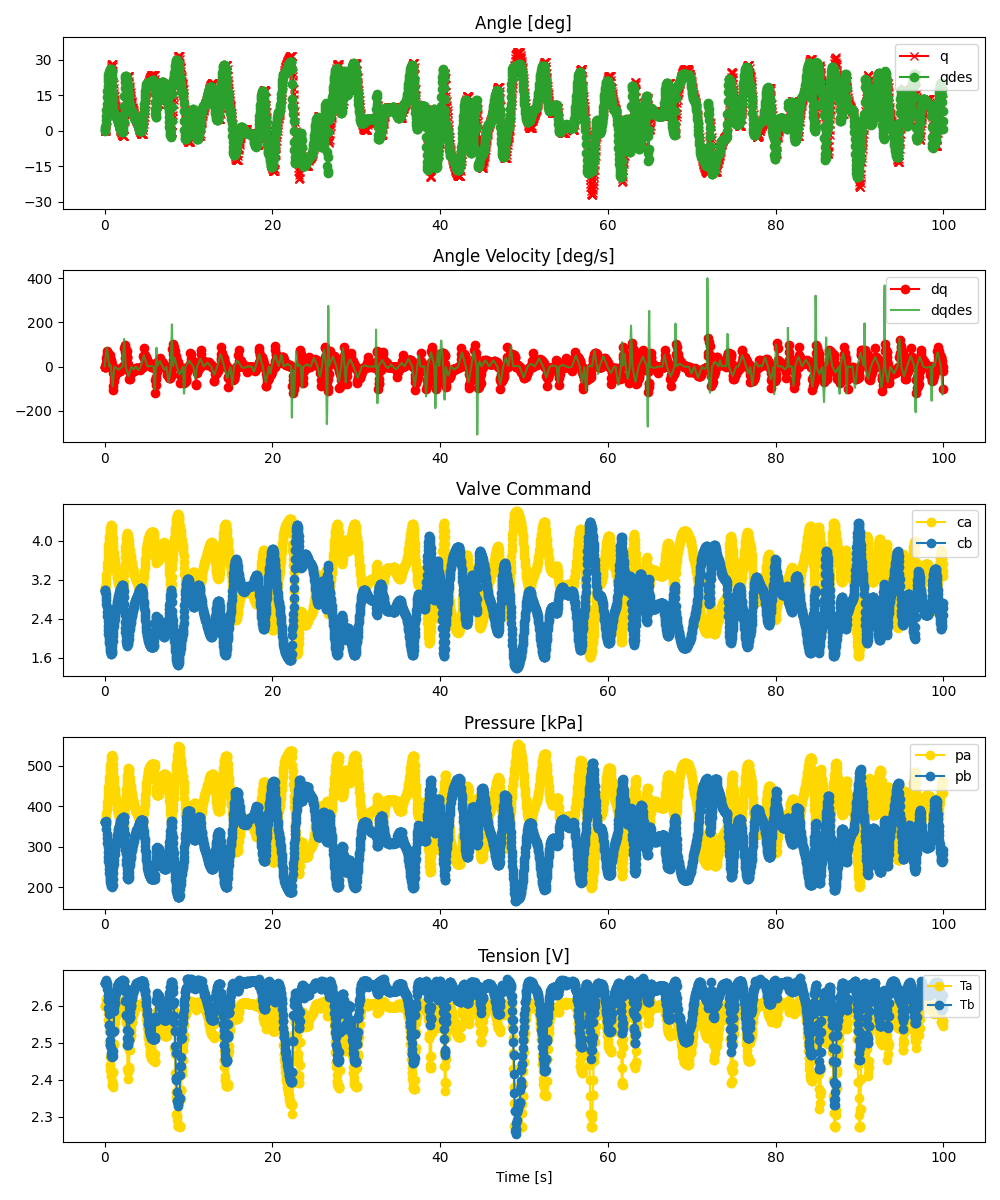 Angle [deg]
30
15
0
−15
−30
q
qdes
0 20 40 60 80 100
Angle Velocity [deg/s]
400
200
0
−200
dq
dqdes
0 20 40 60 80 100
Valve Command
4.0
3.2
2.4
1.6
ca
cb
0 20 40 60 80 100
Pressure [kPa]
500
400
300
200
pa
pb
0 20 40 60 80 100
Tension [V]
2.6
2.5
2.4
2.3
Ta
Tb
0 20 40 60 80 100
Time [s]